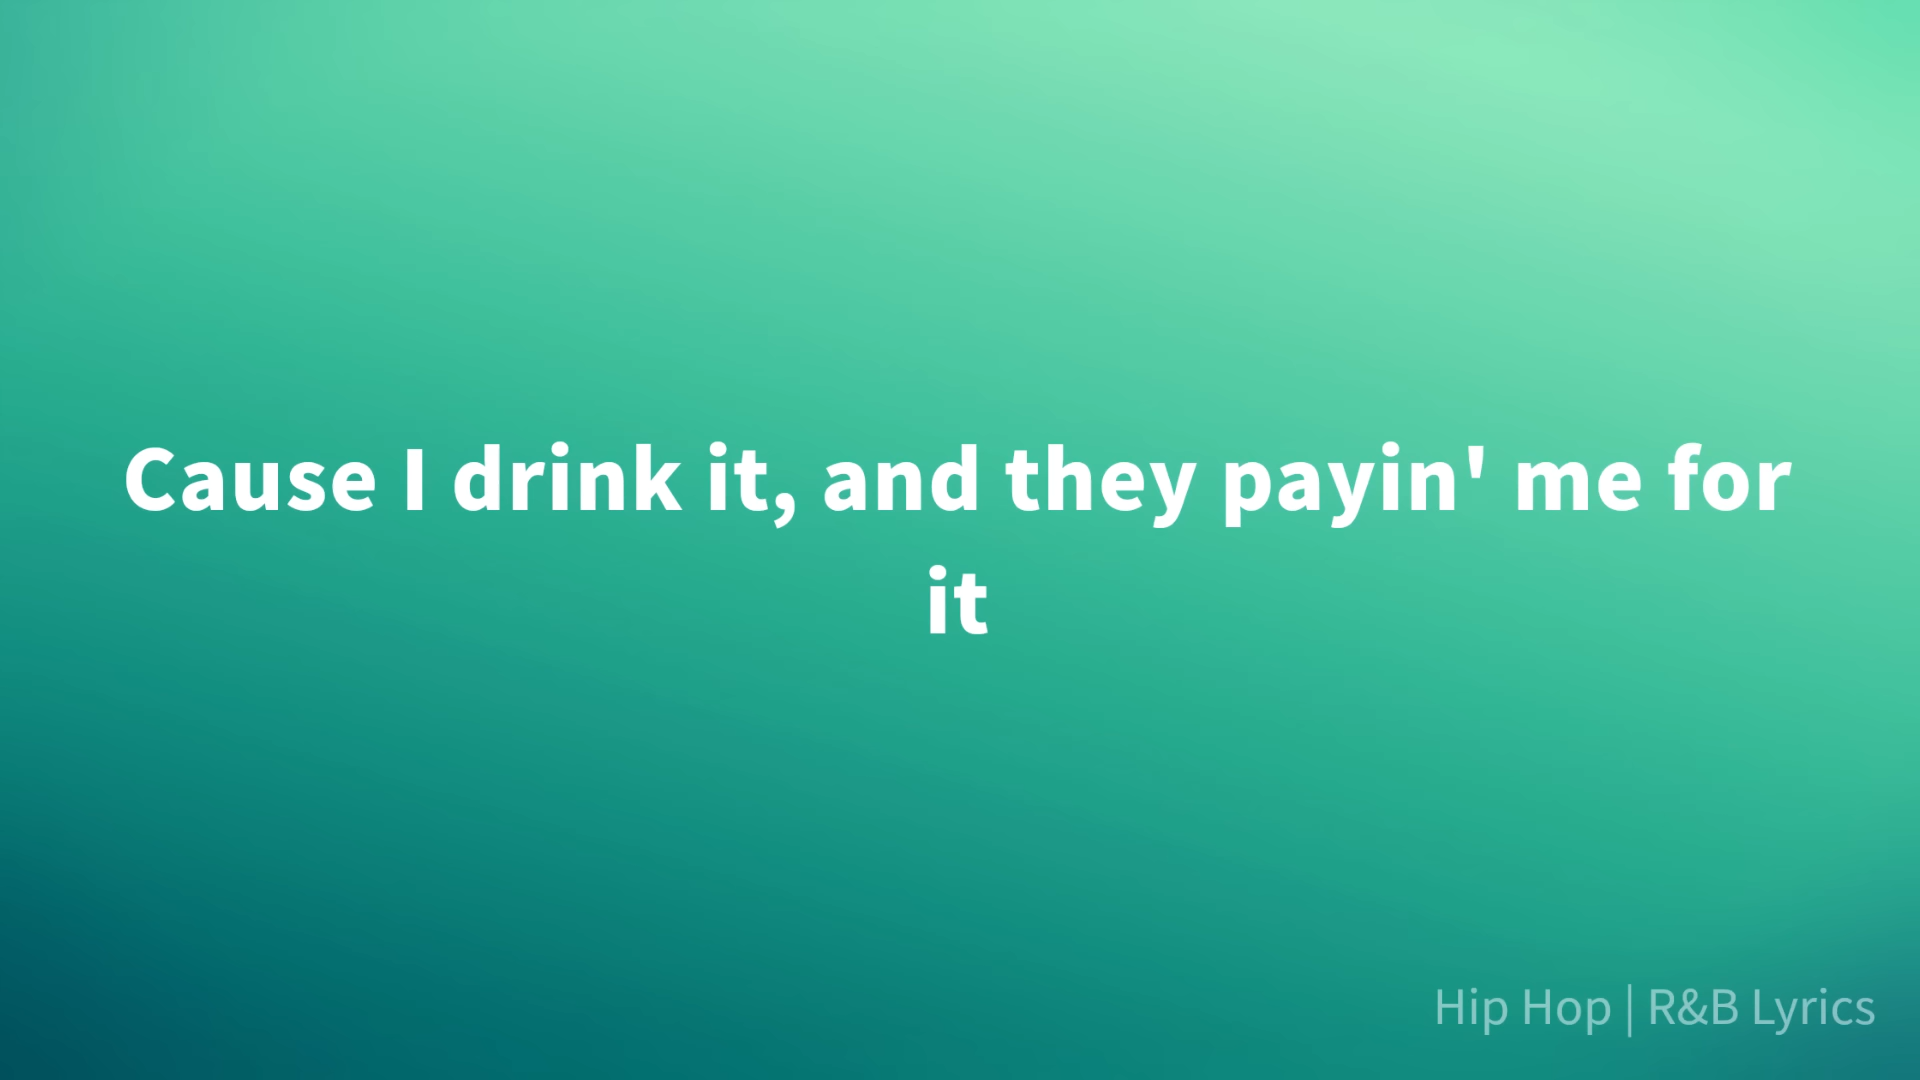 Cause I drink it, and they payin' me for
it
Hip Hop | R&B Lyrics